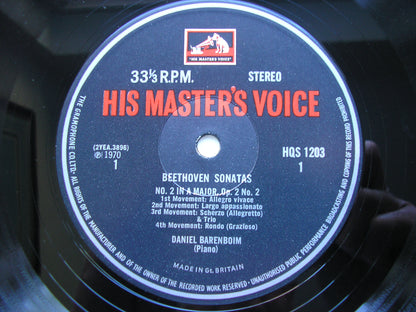 "HIS MASTER'S VOICE"
33⅓ R.P.M. STEREO
HIS MASTER'S VOICE
(2YEA.3896)
℗ 1970
1
HQS 1203
1
BEETHOVEN SONATAS
NO. 2 IN A MAJOR, Op. 2 No. 2
1st Movement: Allegro vivace
2nd Movement: Largo appassionato
3rd Movement: Scherzo (Allegretto)
& Trio
4th Movement: Rondo (Grazioso)
DANIEL BARENBOIM
(Piano)
MADE IN GT. BRITAIN
THE GRAMOPHONE CO. LTD. ALL RIGHTS OF THE MANUFACTURER AND OF THE OWNER OF THE RECORDED WORK RESERVED · UNAUTHORISED PUBLIC PERFORMANCE BROADCASTING AND COPYING OF THIS RECORD PROHIBITED